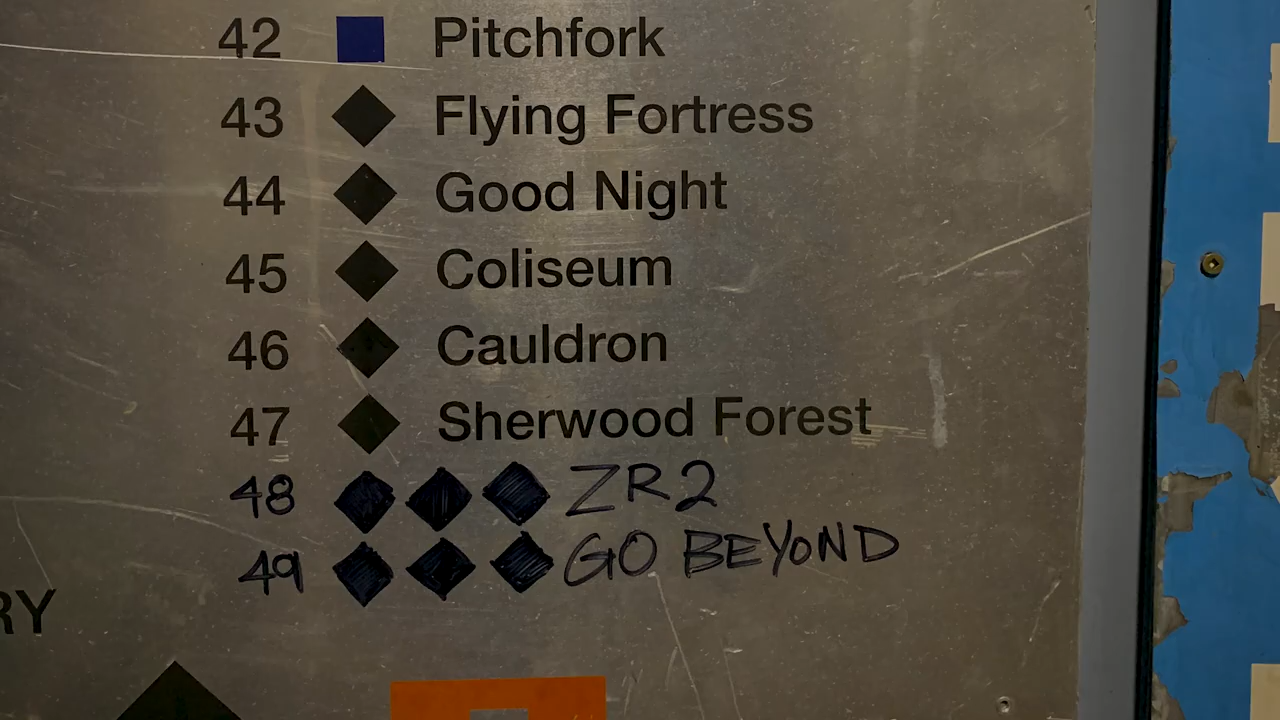 42 Pitchfork
43 Flying Fortress
44 Good Night
45 Coliseum
46 Cauldron
47 Sherwood Forest
48 ZR2
49 GO BEYOND
RY